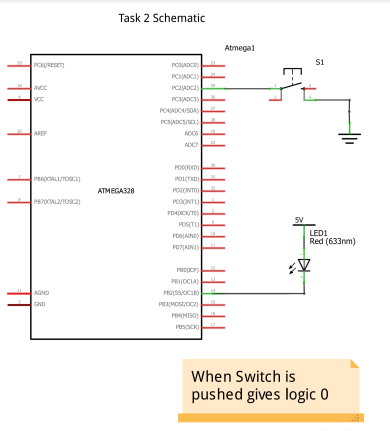 Task 2 Schematic
Atmega1
S1
PC6(/RESET)
AVCC
VCC
AREF
PB6(XTAL1/TOSC1)
PB7(XTAL2/TOSC2)
AGND
GND
ATMEGA328
PC0(ADC0)
PC1(ADC1)
PC2(ADC2)
PC3(ADC3)
PC4(ADC4/SDA)
PC5(ADC5/SCL)
ADC6
ADC7
PD0(RXD)
PD1(TXD)
PD2(INT0)
PD3(INT1)
PD4(XCK/T0)
PD5(T1)
PD6(AIN0)
PD7(AIN1)
PB0(ICP)
PB1(OC1A)
PB2(SS/OC1B)
PB3(MOSI/OC2)
PB4(MISO)
PB5(SCK)
5V
LED1
Red (633nm)
When Switch is
pushed gives logic 0